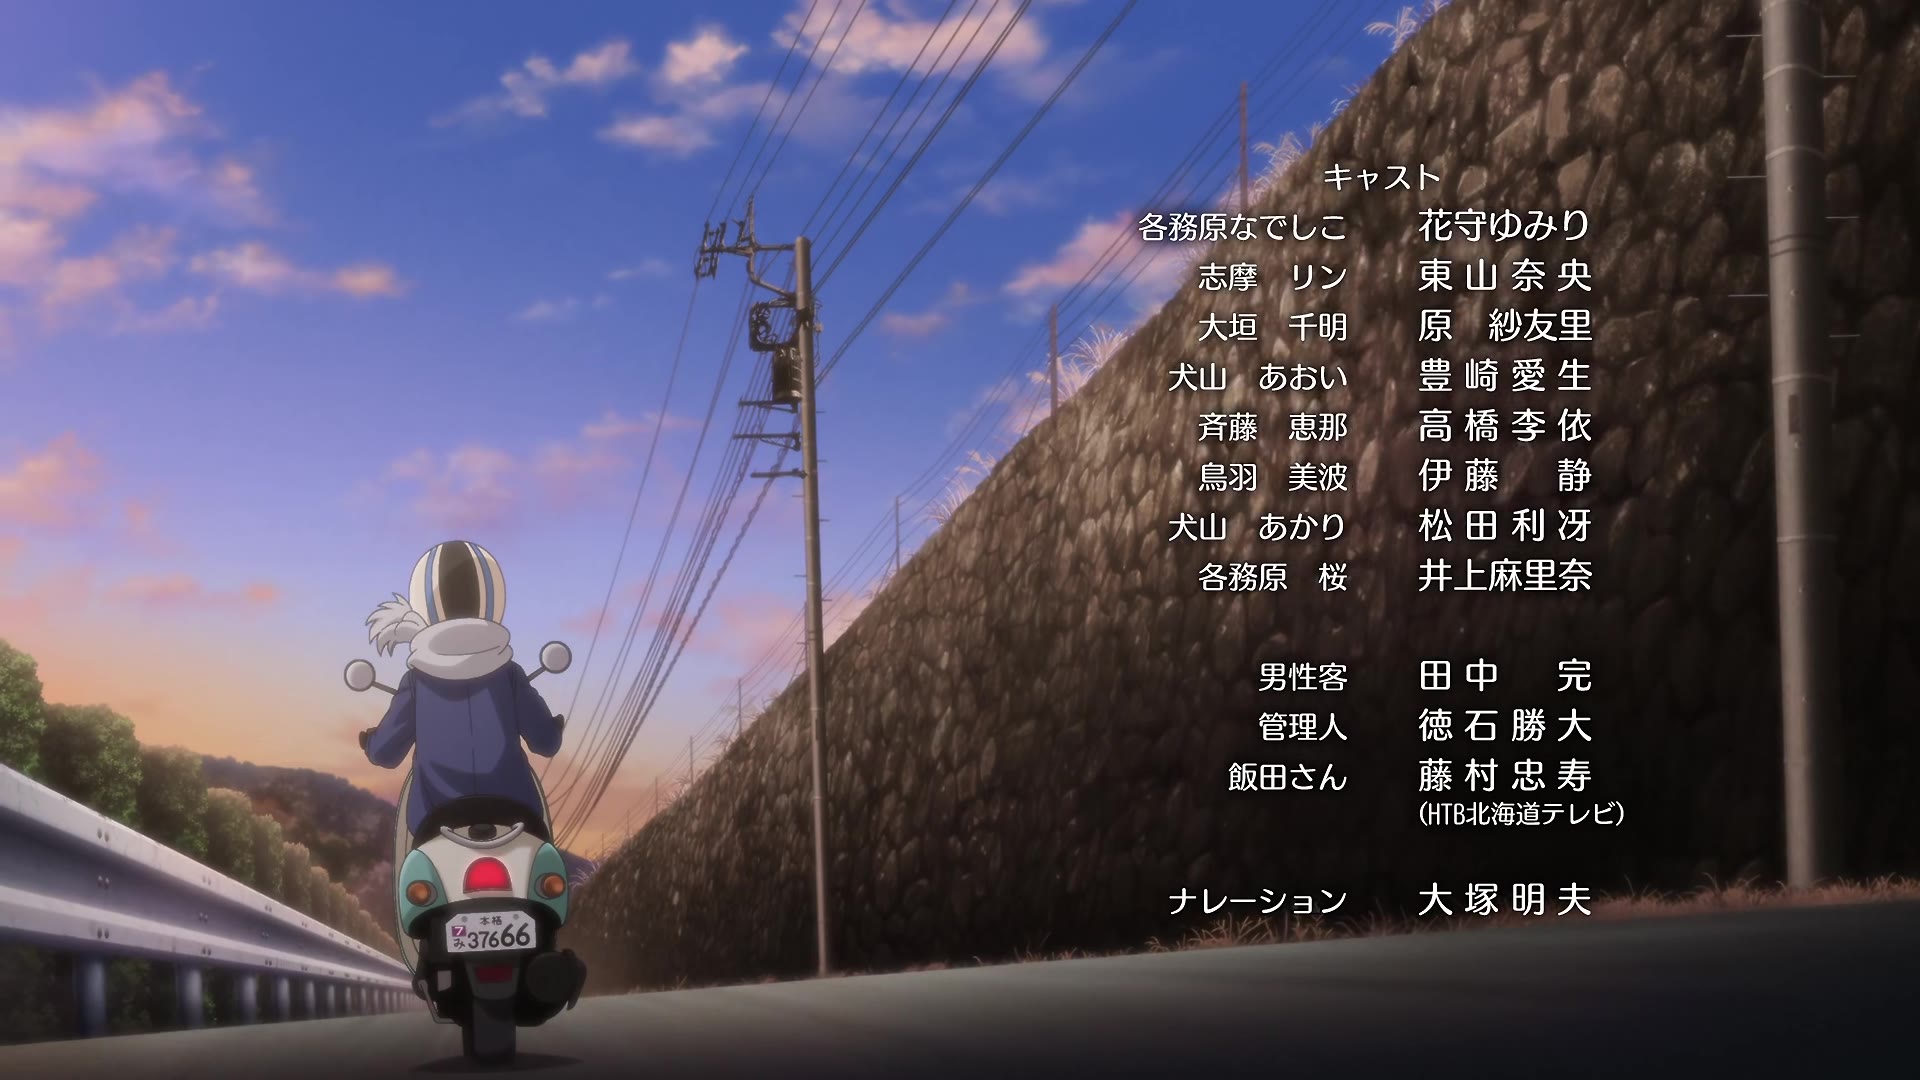 キャスト
各務原なでしこ 花守ゆみり
志摩 リン 東山奈央
大垣 千明 原 紗友里
犬山 あおい 豊崎愛生
斉藤 恵那 高橋李依
鳥羽 美波 伊藤 静
犬山 あかり 松田利冴
各務原 桜 井上麻里奈
男性客 田中 完
管理人 徳石勝大
飯田さん 藤村忠寿
(HTB北海道テレビ)
ナレーション 大塚明夫
本栖
7
み 37666